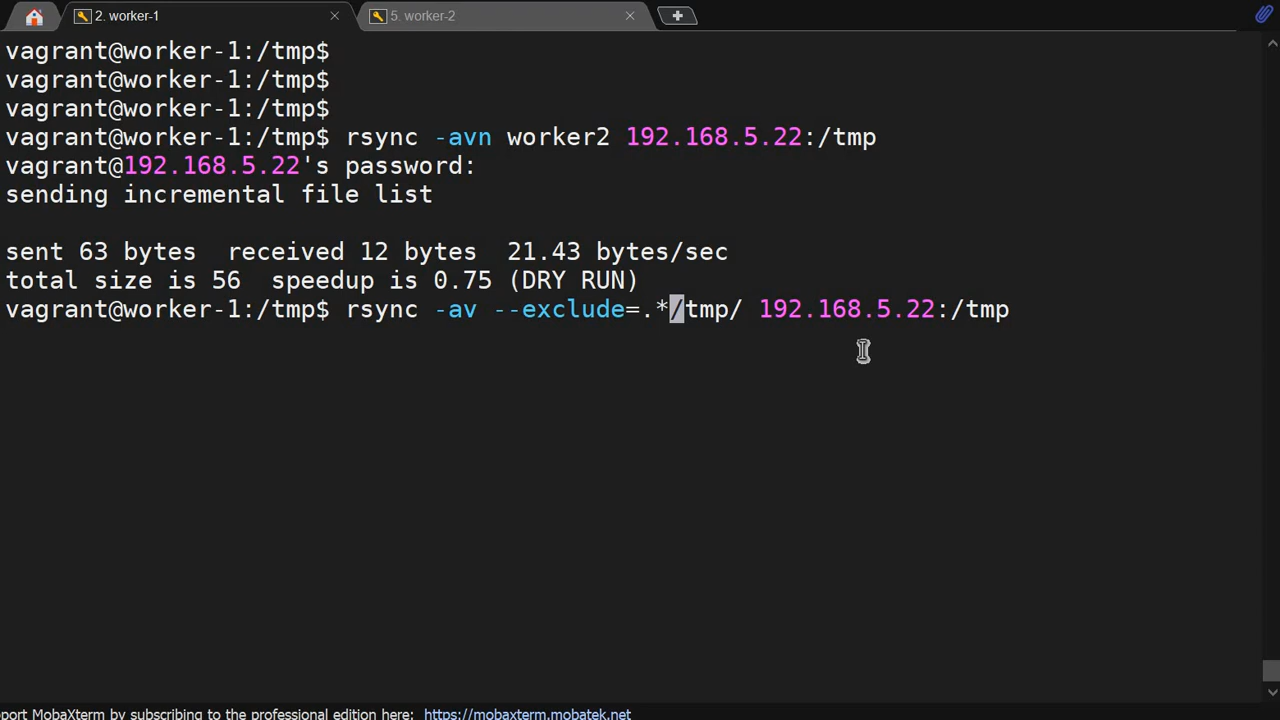 2. worker-1
5. worker-2
vagrant@worker-1:/tmp$
vagrant@worker-1:/tmp$
vagrant@worker-1:/tmp$
vagrant@worker-1:/tmp$ rsync -avn worker2 192.168.5.22:/tmp
vagrant@192.168.5.22's password:
sending incremental file list
sent 63 bytes  received 12 bytes  21.43 bytes/sec
total size is 56  speedup is 0.75 (DRY RUN)
vagrant@worker-1:/tmp$ rsync -av --exclude=.*/tmp/ 192.168.5.22:/tmp
port MobaXterm by subscribing to the professional edition here: https://mobaxterm.mobatek.net